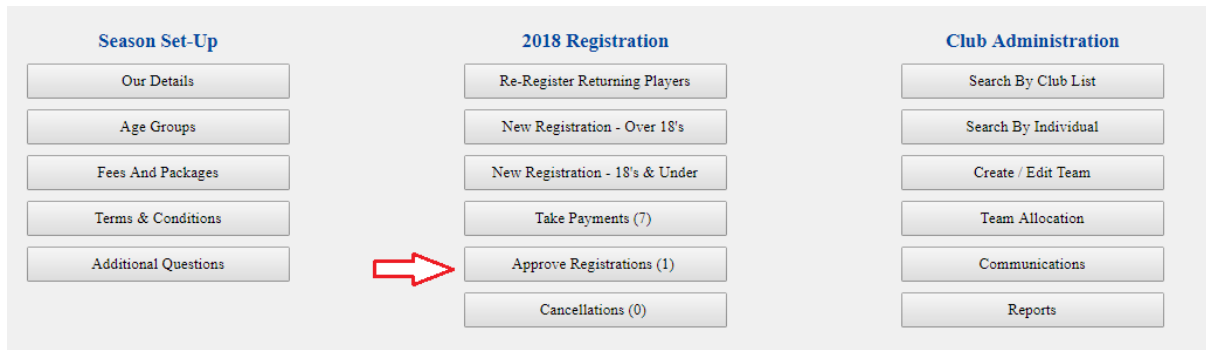 Season Set-Up
Our Details
Age Groups
Fees And Packages
Terms & Conditions
Additional Questions
2018 Registration
Re-Register Returning Players
New Registration - Over 18's
New Registration - 18's & Under
Take Payments (7)
Approve Registrations (1)
Cancellations (0)
Club Administration
Search By Club List
Search By Individual
Create / Edit Team
Team Allocation
Communications
Reports